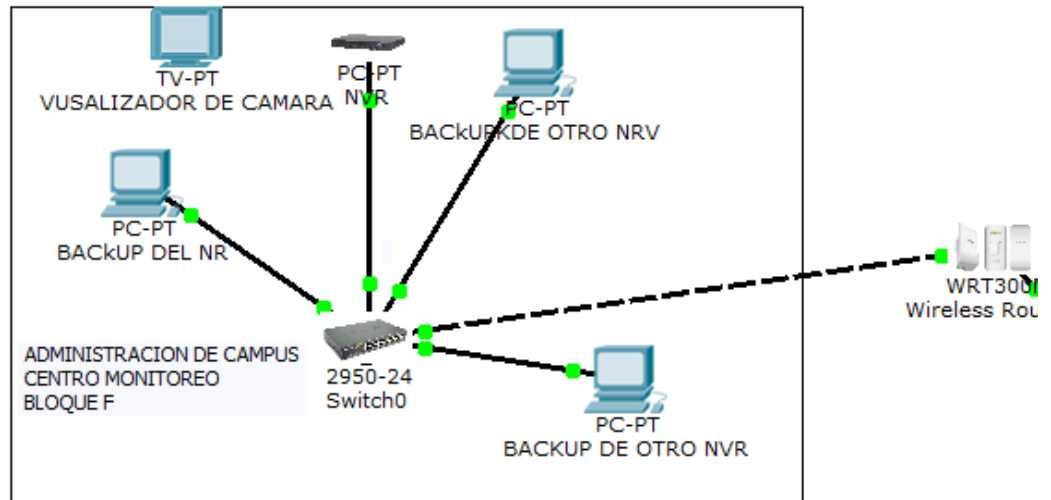 TV-PT
VUSALIZADOR DE CAMARA
PC-PT
NVR
PC-PT
BACkUPKDE OTRO NRV
PC-PT
BACkUP DEL NR
WRT300N
Wireless Rou
ADMINISTRACION DE CAMPUS
CENTRO MONITOREO
BLOQUE F
2950-24
Switch0
PC-PT
BACKUP DE OTRO NVR